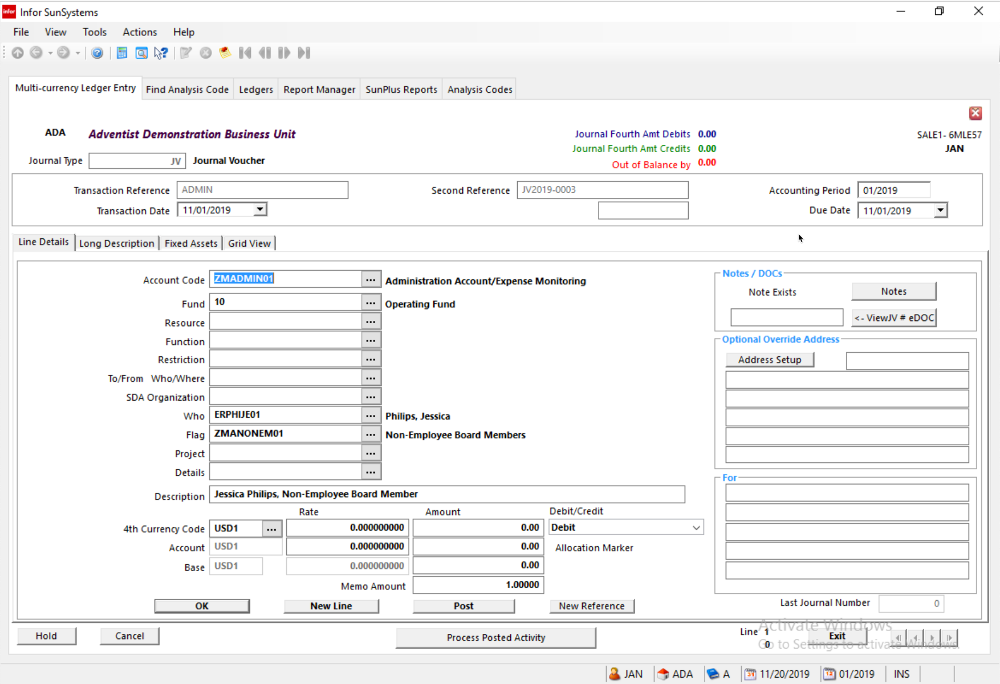 infor Infor SunSystems
File View Tools Actions Help
Multi-currency Ledger Entry Find Analysis Code Ledgers Report Manager SunPlus Reports Analysis Codes
ADA Adventist Demonstration Business Unit Journal Fourth Amt Debits 0.00 SALE1- 6MLE57
Journal Fourth Amt Credits 0.00 JAN
Journal Type JV Journal Voucher Out of Balance by 0.00
Transaction Reference ADMIN Second Reference JV2019-0003 Accounting Period 01/2019
Transaction Date 11/01/2019 Due Date 11/01/2019
Line Details Long Description Fixed Assets Grid View
Account Code ZMADMIN01 ... Administration Account/Expense Monitoring
Notes / DOCs
Note Exists Notes
Fund 10 ... Operating Fund
Resource ... <- ViewJV # eDOC
Function ... Optional Override Address
Restriction ... Address Setup
To/From Who/Where ...
SDA Organization ...
Who ERPHIJE01 ... Philips, Jessica
Flag ZMANONEM01 ... Non-Employee Board Members
Project ...
Details ... For
Description Jessica Philips, Non-Employee Board Member
Rate Amount Debit/Credit
4th Currency Code USD1 ... 0.000000000 0.00 Debit
Account USD1 0.000000000 0.00 Allocation Marker
Base USD1 0.000000000 0.00
Memo Amount 1.00000
OK New Line Post New Reference Last Journal Number 0
Activate Windows
Hold Cancel Process Posted Activity Line 1 Exit
0
Go to Settings to activate Windows.
JAN ADA A 31 11/20/2019 12 01/2019 INS